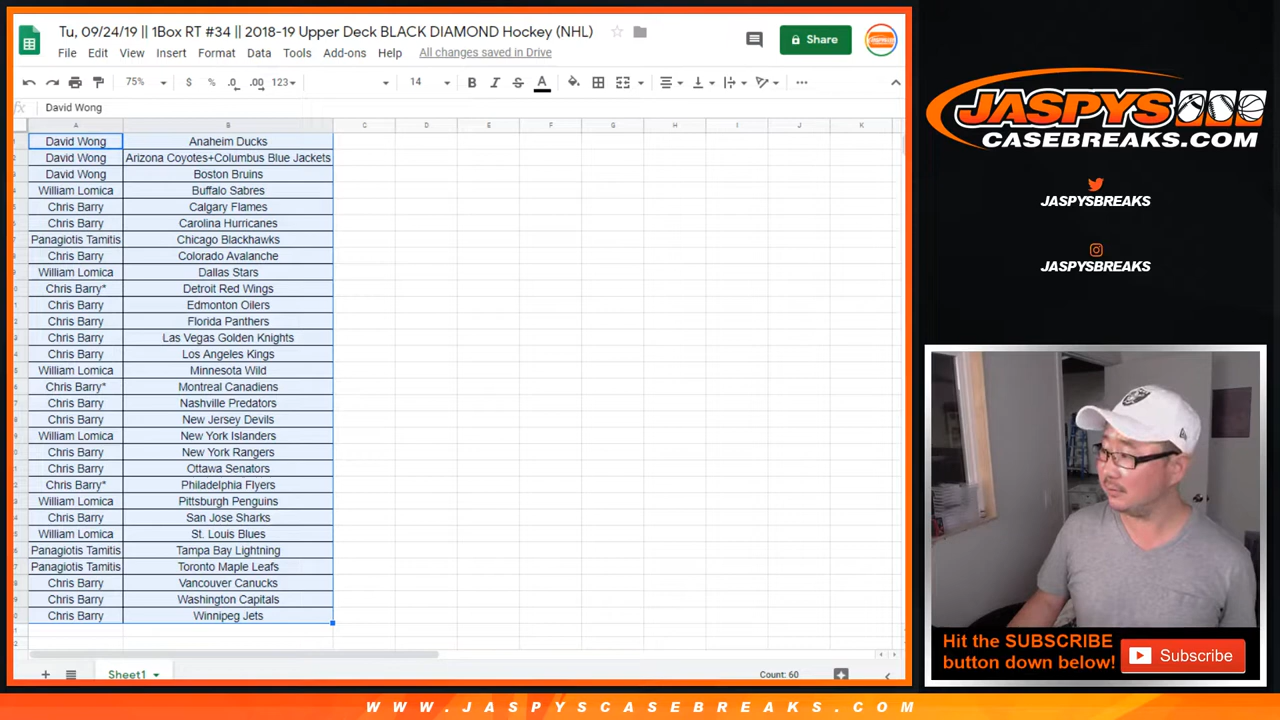 Tu, 09/24/19 || 1Box RT #34 || 2018-19 Upper Deck BLACK DIAMOND Hockey (NHL)
File Edit View Insert Format Data Tools Add-ons Help All changes saved in Drive
Share
75% $ % .0 .00 123 14 B I S A
fx David Wong
A B C D E F G H I J K
David Wong Anaheim Ducks
David Wong Arizona Coyotes+Columbus Blue Jackets
David Wong Boston Bruins
William Lomica Buffalo Sabres
Chris Barry Calgary Flames
Chris Barry Carolina Hurricanes
Panagiotis Tamitis Chicago Blackhawks
Chris Barry Colorado Avalanche
William Lomica Dallas Stars
Chris Barry* Detroit Red Wings
Chris Barry Edmonton Oilers
Chris Barry Florida Panthers
Chris Barry Las Vegas Golden Knights
Chris Barry Los Angeles Kings
William Lomica Minnesota Wild
Chris Barry* Montreal Canadiens
Chris Barry Nashville Predators
Chris Barry New Jersey Devils
William Lomica New York Islanders
Chris Barry New York Rangers
Chris Barry Ottawa Senators
Chris Barry* Philadelphia Flyers
William Lomica Pittsburgh Penguins
Chris Barry San Jose Sharks
William Lomica St. Louis Blues
Panagiotis Tamitis Tampa Bay Lightning
Panagiotis Tamitis Toronto Maple Leafs
Chris Barry Vancouver Canucks
Chris Barry Washington Capitals
Chris Barry Winnipeg Jets
Sheet1
Count: 60
JASPYS
CASEBREAKS.COM
JASPYSBREAKS
JASPYSBREAKS
Hit the SUBSCRIBE
button down below!
Subscribe
WWW.JASPYSCASEBREAKS.COM